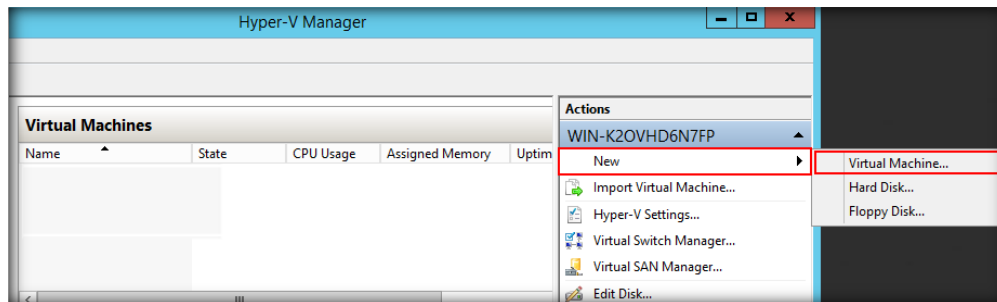 Hyper-V Manager
x
Virtual Machines
Name State CPU Usage Assigned Memory Uptim
Actions
WIN-K2OVHD6N7FP
New
Import Virtual Machine...
Hyper-V Settings...
Virtual Switch Manager...
Virtual SAN Manager...
Edit Disk...
Virtual Machine...
Hard Disk...
Floppy Disk...